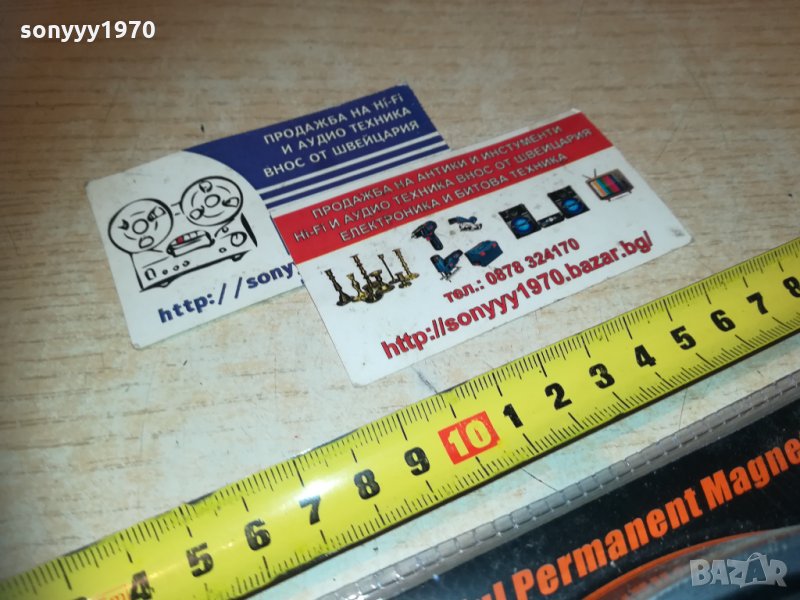 sonyyy1970
ПРОДАЖБА НА Hi-Fi
И АУДИО ТЕХНИКА
ВНОС ОТ ШВЕЙЦАРИЯ
http://sony
ПРОДАЖБА НА АНТИКИ И ИНСТУМЕНТИ
Hi-Fi И АУДИО ТЕХНИКА ВНОС ОТ ШВЕЙЦАРИЯ
ЕЛЕКТРОНИКА И БИТОВА ТЕХНИКА
тел.: 0878 324170
http://sonyyy1970.bazar.bg/
4 5 6 7 8 9 10 1 2 3 4 5 6 7 8
Permanent Magne
BAZAR